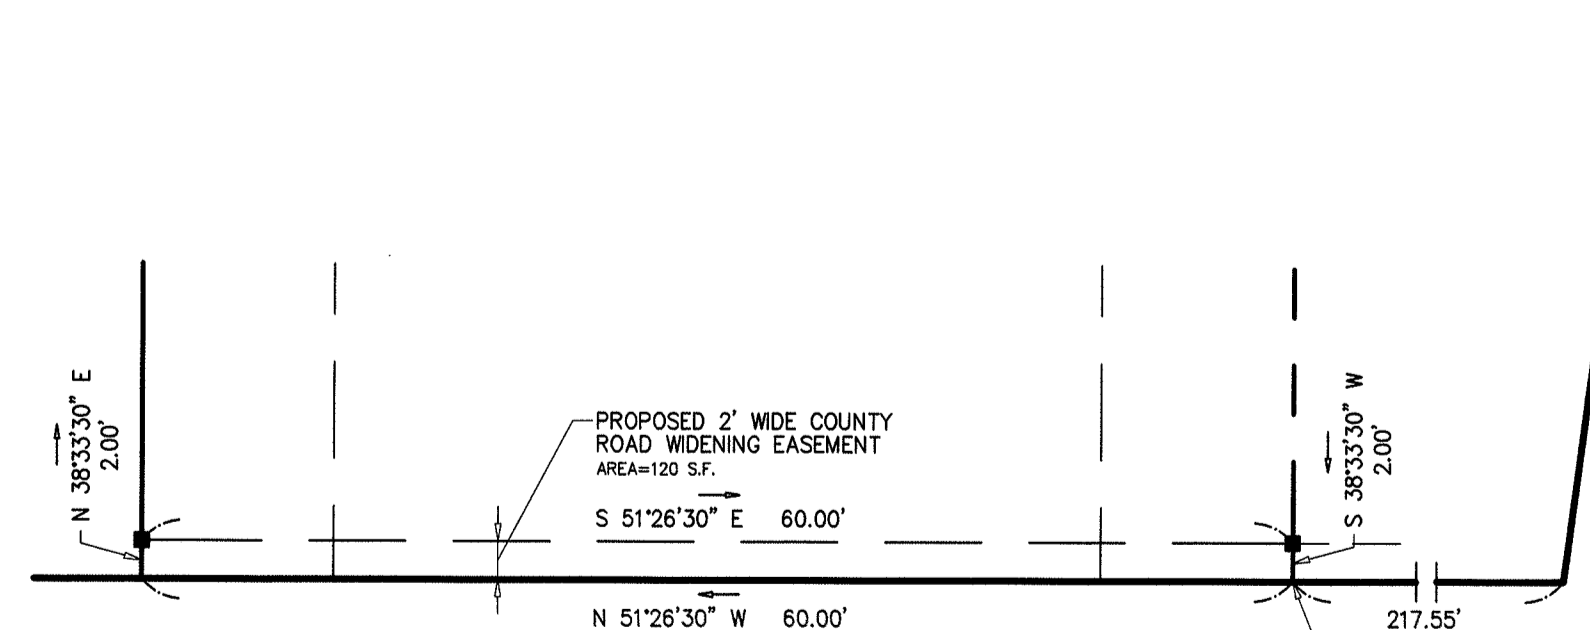 N 38°33'30" E
2.00'
PROPOSED 2' WIDE COUNTY
ROAD WIDENING EASEMENT
AREA=120 S.F.
S 51°26'30" E 60.00'
S 38°33'30" W
2.00'
N 51°26'30" W 60.00'
217.55'